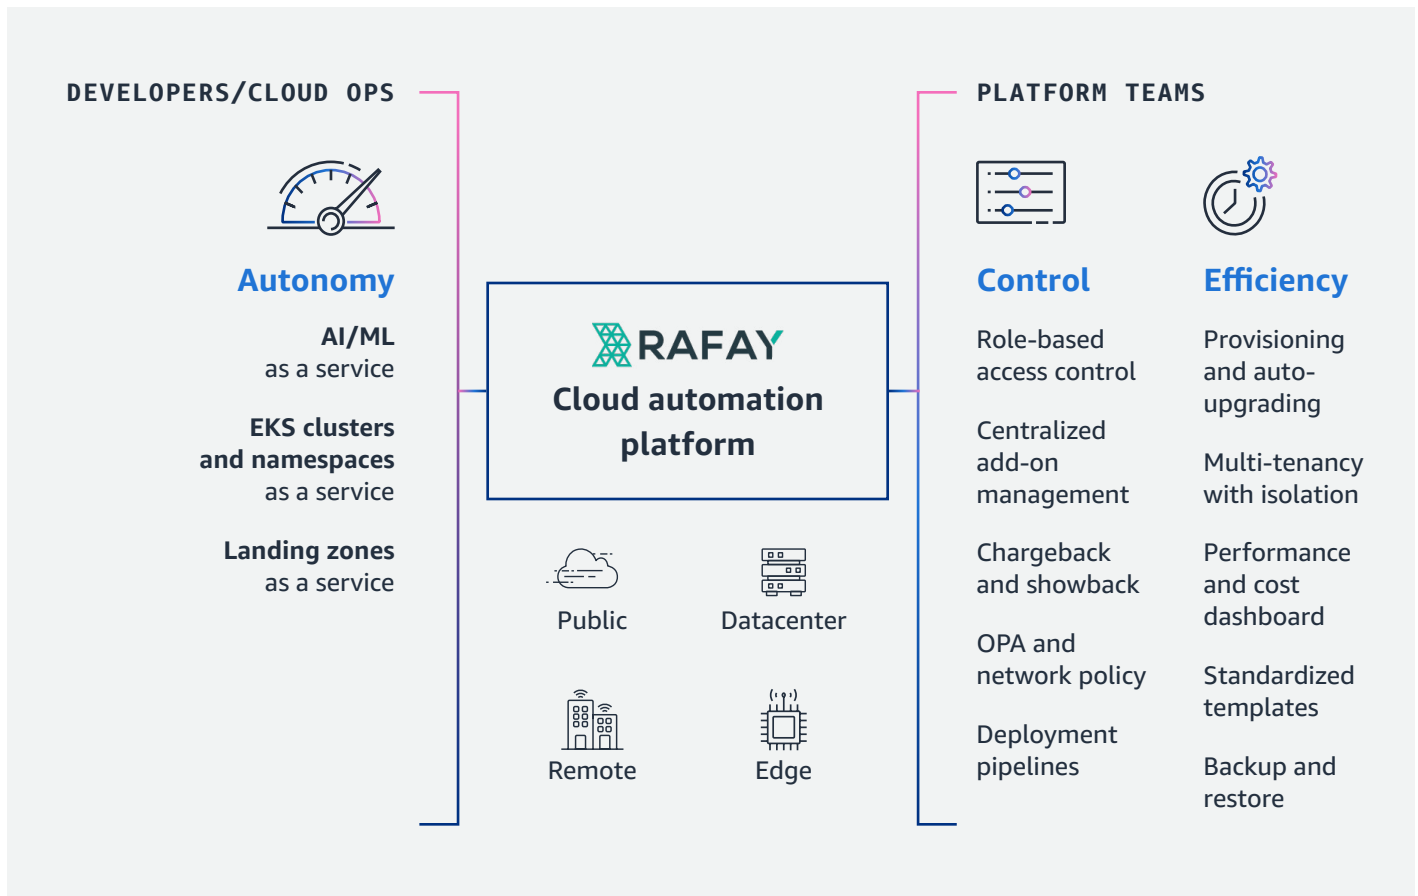 DEVELOPERS/CLOUD OPS
Autonomy
AI/ML
as a service
EKS clusters
and namespaces
as a service
Landing zones
as a service
RAFAY
Cloud automation
platform
Public
Datacenter
Remote
Edge
PLATFORM TEAMS
Control
Role-based
access control
Centralized
add-on
management
Chargeback
and showback
OPA and
network policy
Deployment
pipelines
Efficiency
Provisioning
and auto-
upgrading
Multi-tenancy
with isolation
Performance
and cost
dashboard
Standardized
templates
Backup and
restore